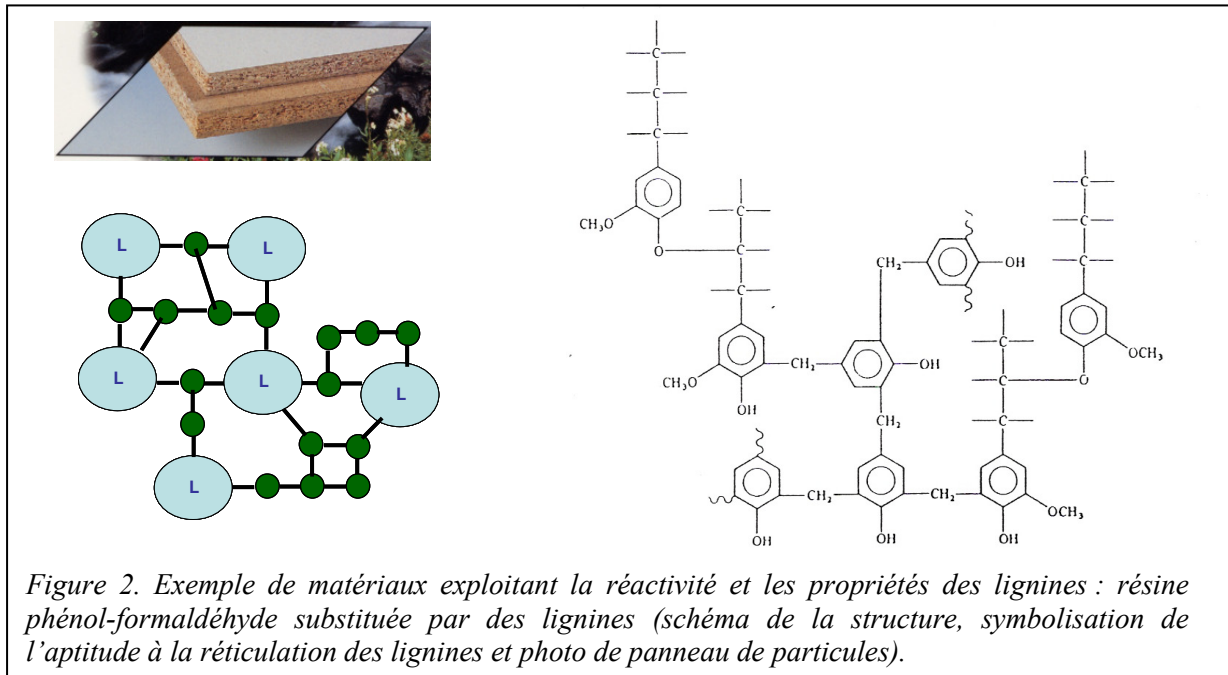 L
L
L
L
L
L
C
C
C
CH₃O
O
C
C
C
CH₃O
OH
CH₂
CH₂
OH
OH
CH₂
C
C
C
C
C
C
O
OCH₃
CH₂
CH₂
OH
OH
OH
OCH₃
Figure 2. Exemple de matériaux exploitant la réactivité et les propriétés des lignines : résine
phénol-formaldéhyde substituée par des lignines (schéma de la structure, symbolisation de
l’aptitude à la réticulation des lignines et photo de panneau de particules).